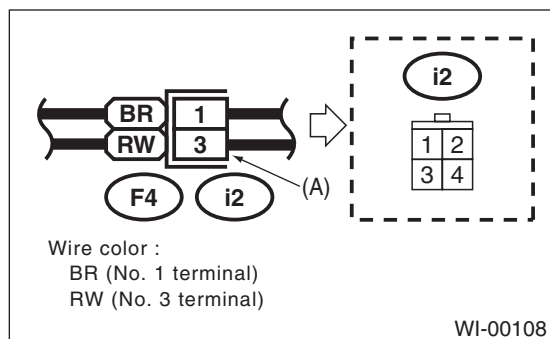 i2
BR 1
RW 3
1 2
3 4
F4 i2 (A)
Wire color :
BR (No. 1 terminal)
RW (No. 3 terminal)
WI-00108